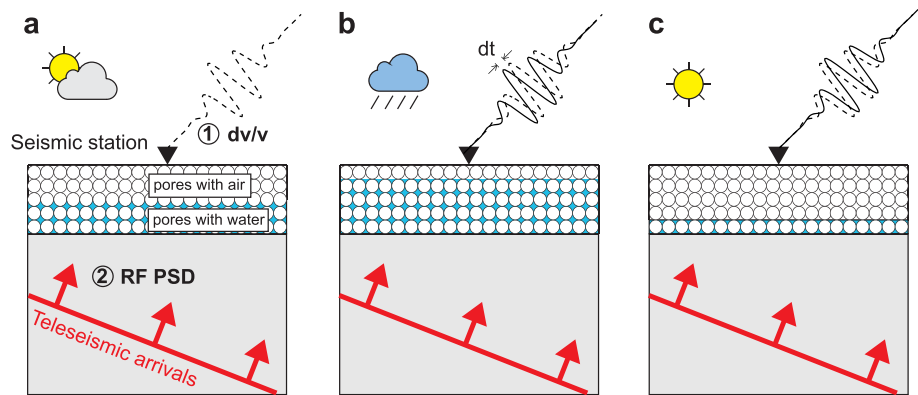 a
b
c
dt
① dv/v
Seismic station
pores with air
pores with water
② RF PSD
Teleseismic arrivals